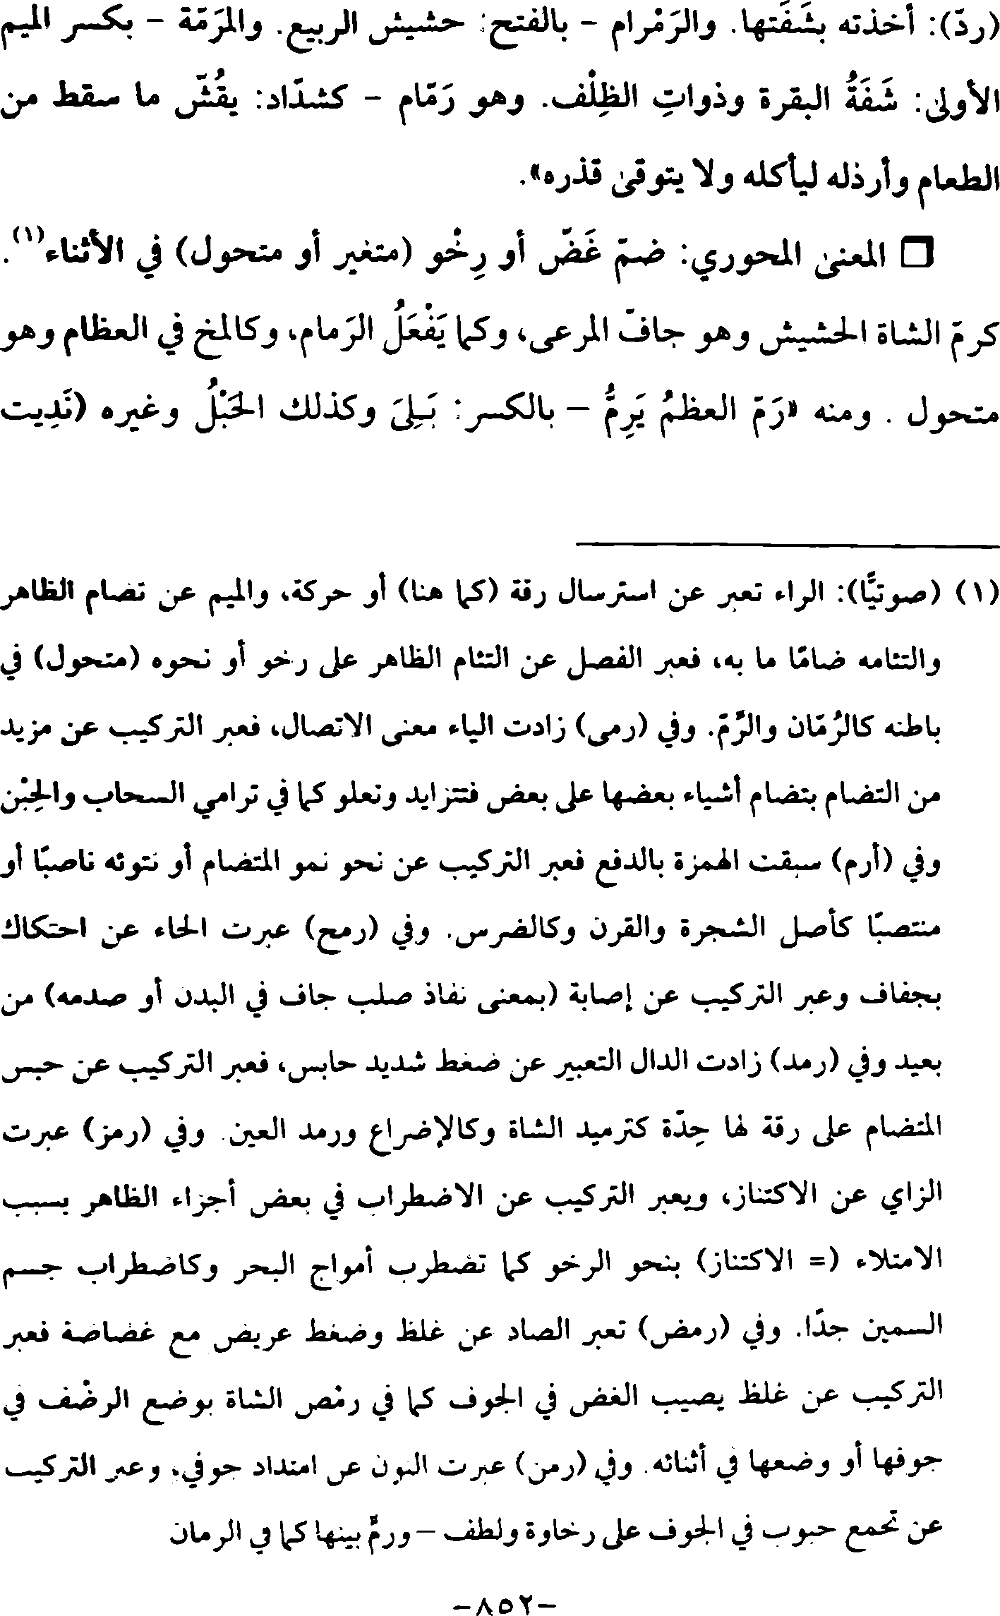 (ردّ): أخذته بشَفَتها. والرَمْرام – بالفتح: حشيش الربيع. والمَرَمّة – بكسر الميم
الأولى: شَفَةُ البقرة وذواتِ الظِلْف. وهو رَمّام – كشدّاد: يقُشّ ما سقط من
الطعام وأرذله ليأكله ولا يتوقى قذره».
❒ المعنى المحوري: ضمّ غَضّ أو رِخْو (متغير أو متحول) في الأثناء(١).
كرمّ الشاة الحشيش وهو جافّ المرعى، وكما يَفْعَلُ الرَمام، وكالمخ في العظام وهو
متحول . ومنه «رَمّ العظمُ يَرِمُّ – بالكسر: بَـلِيَ وكذلك الحَبْلُ وغيره (نَدِيت
(١) (صوتيًّا): الراء تعبر عن استرسال رقة (كما هنا) أو حركة، والميم عن تضام الظاهر
والتئامه ضامًا ما به، فعبر الفصل عن التئام الظاهر على رخو أو نحوه (متحول) في
باطنه كالرُمّان والرِّمّ. وفي (رمى) زادت الياء معنى الاتصال، فعبر التركيب عن مزيد
من التضام بتضام أشياء بعضها على بعض فتتزايد وتعلو كما في ترامي السحاب والحِبْن
وفي (أرم) سبقت الهمزة بالدفع فعبر التركيب عن نحو نمو المتضام أو نتوئه ناصبًا أو
منتصبًا كأصل الشجرة والقرن وكالضرس. وفي (رمح) عبرت الحاء عن احتكاك
بجفاف وعبر التركيب عن إصابة (بمعنى نفاذ صلب جاف في البدن أو صدمه) من
بعيد وفي (رمد) زادت الدال التعبير عن ضغط شديد حابس، فعبر التركيب عن حبس
المتضام على رقة لها حِدّة كترميد الشاة وكالإضراع ورمد العين. وفي (رمز) عبرت
الزاي عن الاكتناز، ويعبر التركيب عن الاضطراب في بعض أجزاء الظاهر بسبب
الامتلاء (= الاكتناز) بنحو الرخو كما تضطرب أمواج البحر وكاضطراب جسم
السمين جدًا. وفي (رمض) تعبر الصاد عن غلظ وضغط عريض مع غضاضة فعبر
التركيب عن غلظ يصيب الغض في الجوف كما في رمْص الشاة بوضع الرضْف في
جوفها أو وضعها في أثنائه. وفي (رمن) عبرت النون عن امتداد جوفي، وعبر التركيب
عن تجمع حبوب في الجوف على رخاوة ولطف – ورمٌّ بينها كما في الرمان
-٨٥٢-